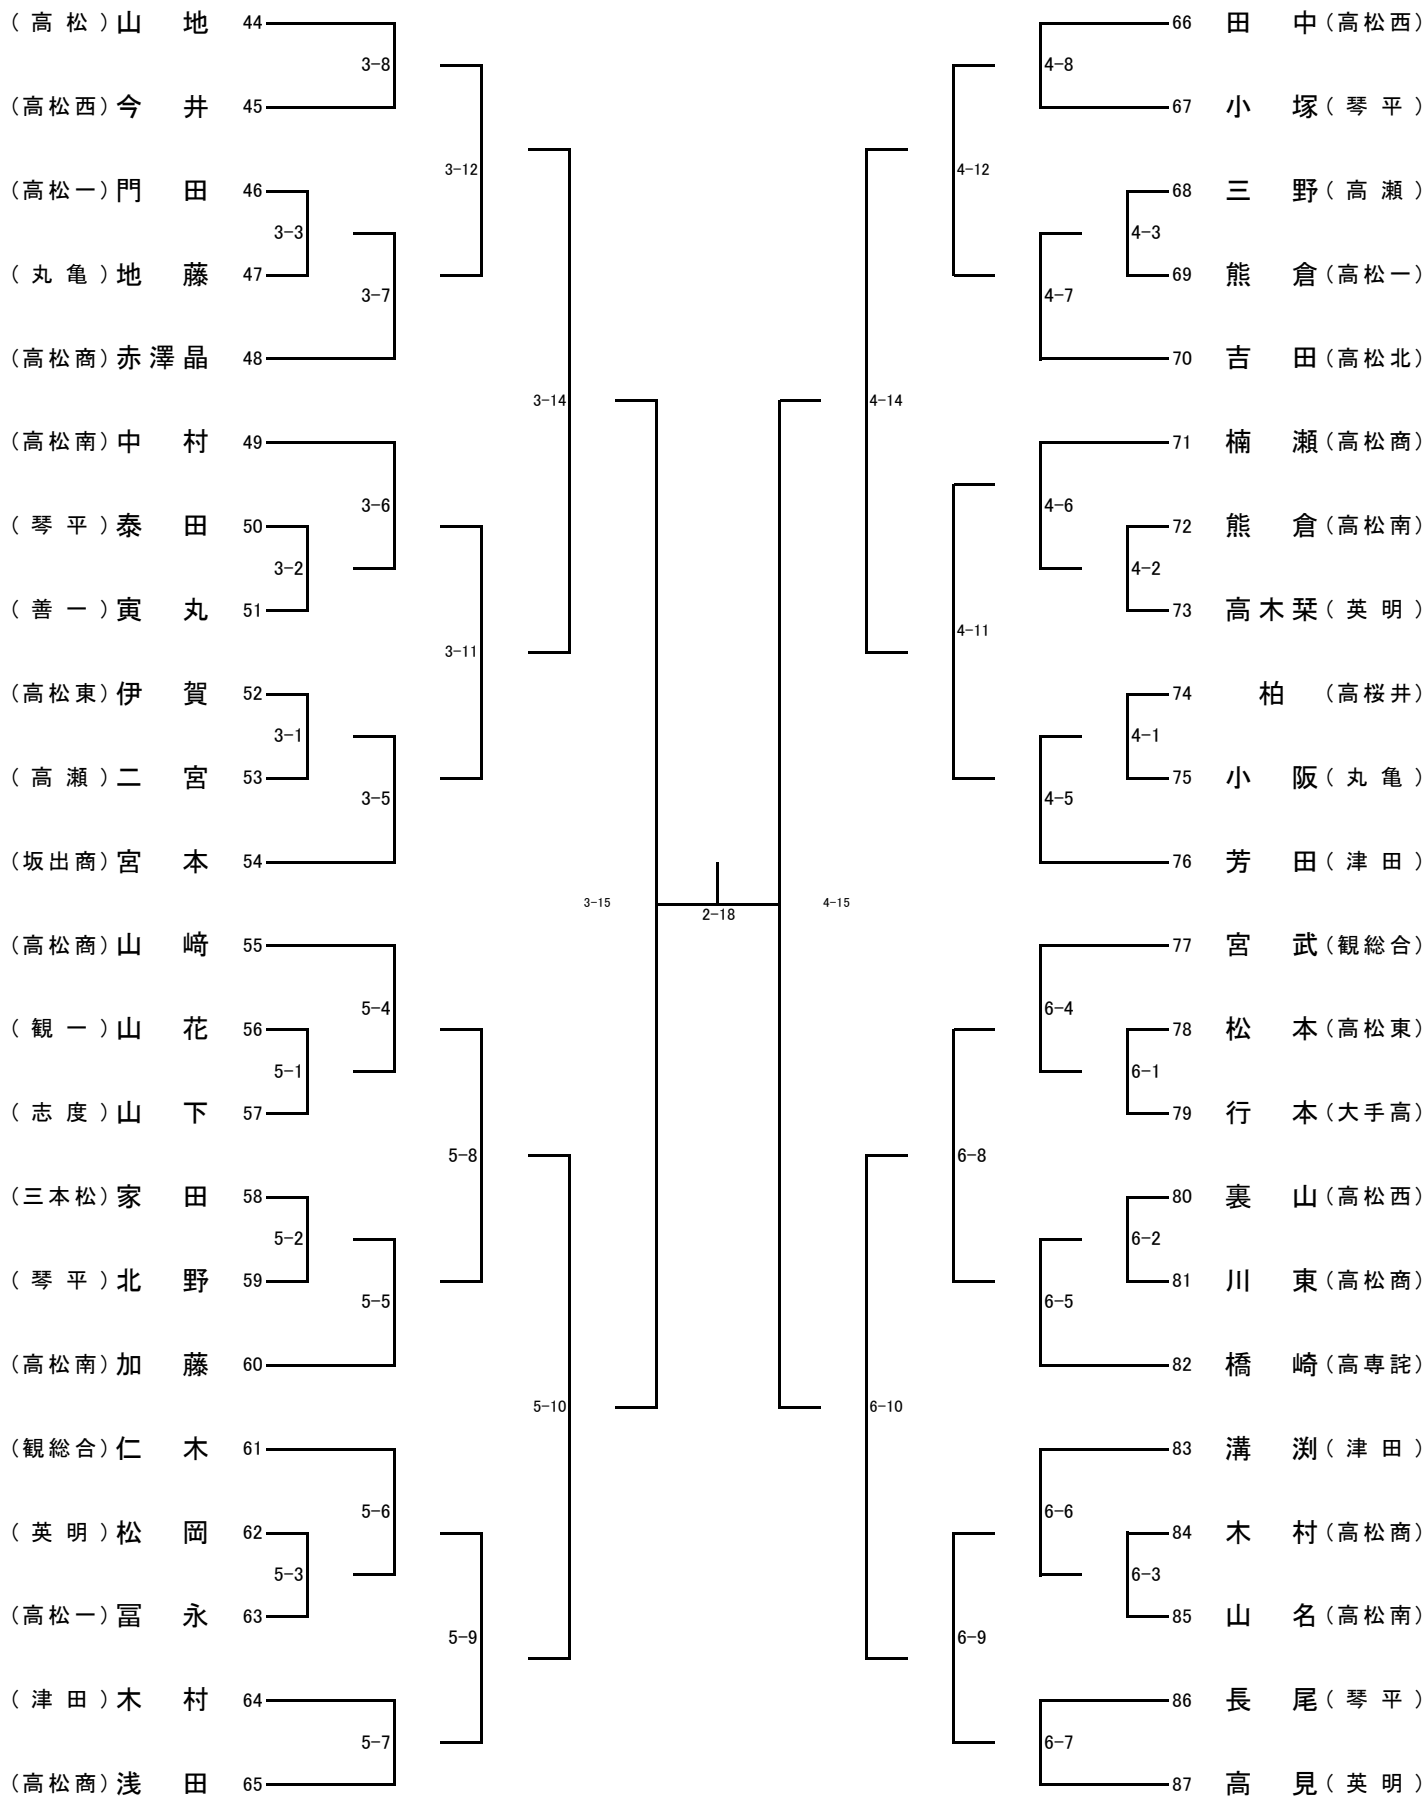 (高松)山地 44
3-8
(高松西)今井 45
3-12
(高松一)門田 46
3-3
(丸亀)地藤 47
3-7
(高松商)赤澤晶 48
3-14
(高松南)中村 49
3-6
(琴平)泰田 50
3-2
(善一)寅丸 51
3-11
(高松東)伊賀 52
3-1
(高瀬)二宮 53
3-5
(坂出商)宮本 54
3-15
(高松商)山﨑 55
5-4
(観一)山花 56
5-1
(志度)山下 57
5-8
(三本松)家田 58
5-2
(琴平)北野 59
5-5
(高松南)加藤 60
5-10
(観総合)仁木 61
5-6
(英明)松岡 62
5-3
(高松一)冨永 63
5-9
(津田)木村 64
5-7
(高松商)浅田 65
2-18
66 田中(高松西)
4-8
67 小塚(琴平)
4-12
68 三野(高瀬)
4-3
69 熊倉(高松一)
4-7
70 吉田(高松北)
4-14
71 楠瀬(高松商)
4-6
72 熊倉(高松南)
4-2
73 高木栞(英明)
4-11
74 柏(高桜井)
4-1
75 小阪(丸亀)
4-5
76 芳田(津田)
4-15
77 宮武(観総合)
6-4
78 松本(高松東)
6-1
79 行本(大手高)
6-8
80 裏山(高松西)
6-2
81 川東(高松商)
6-5
82 橋崎(高専詫)
6-10
83 溝渕(津田)
6-6
84 木村(高松商)
6-3
85 山名(高松南)
6-9
86 長尾(琴平)
6-7
87 高見(英明)